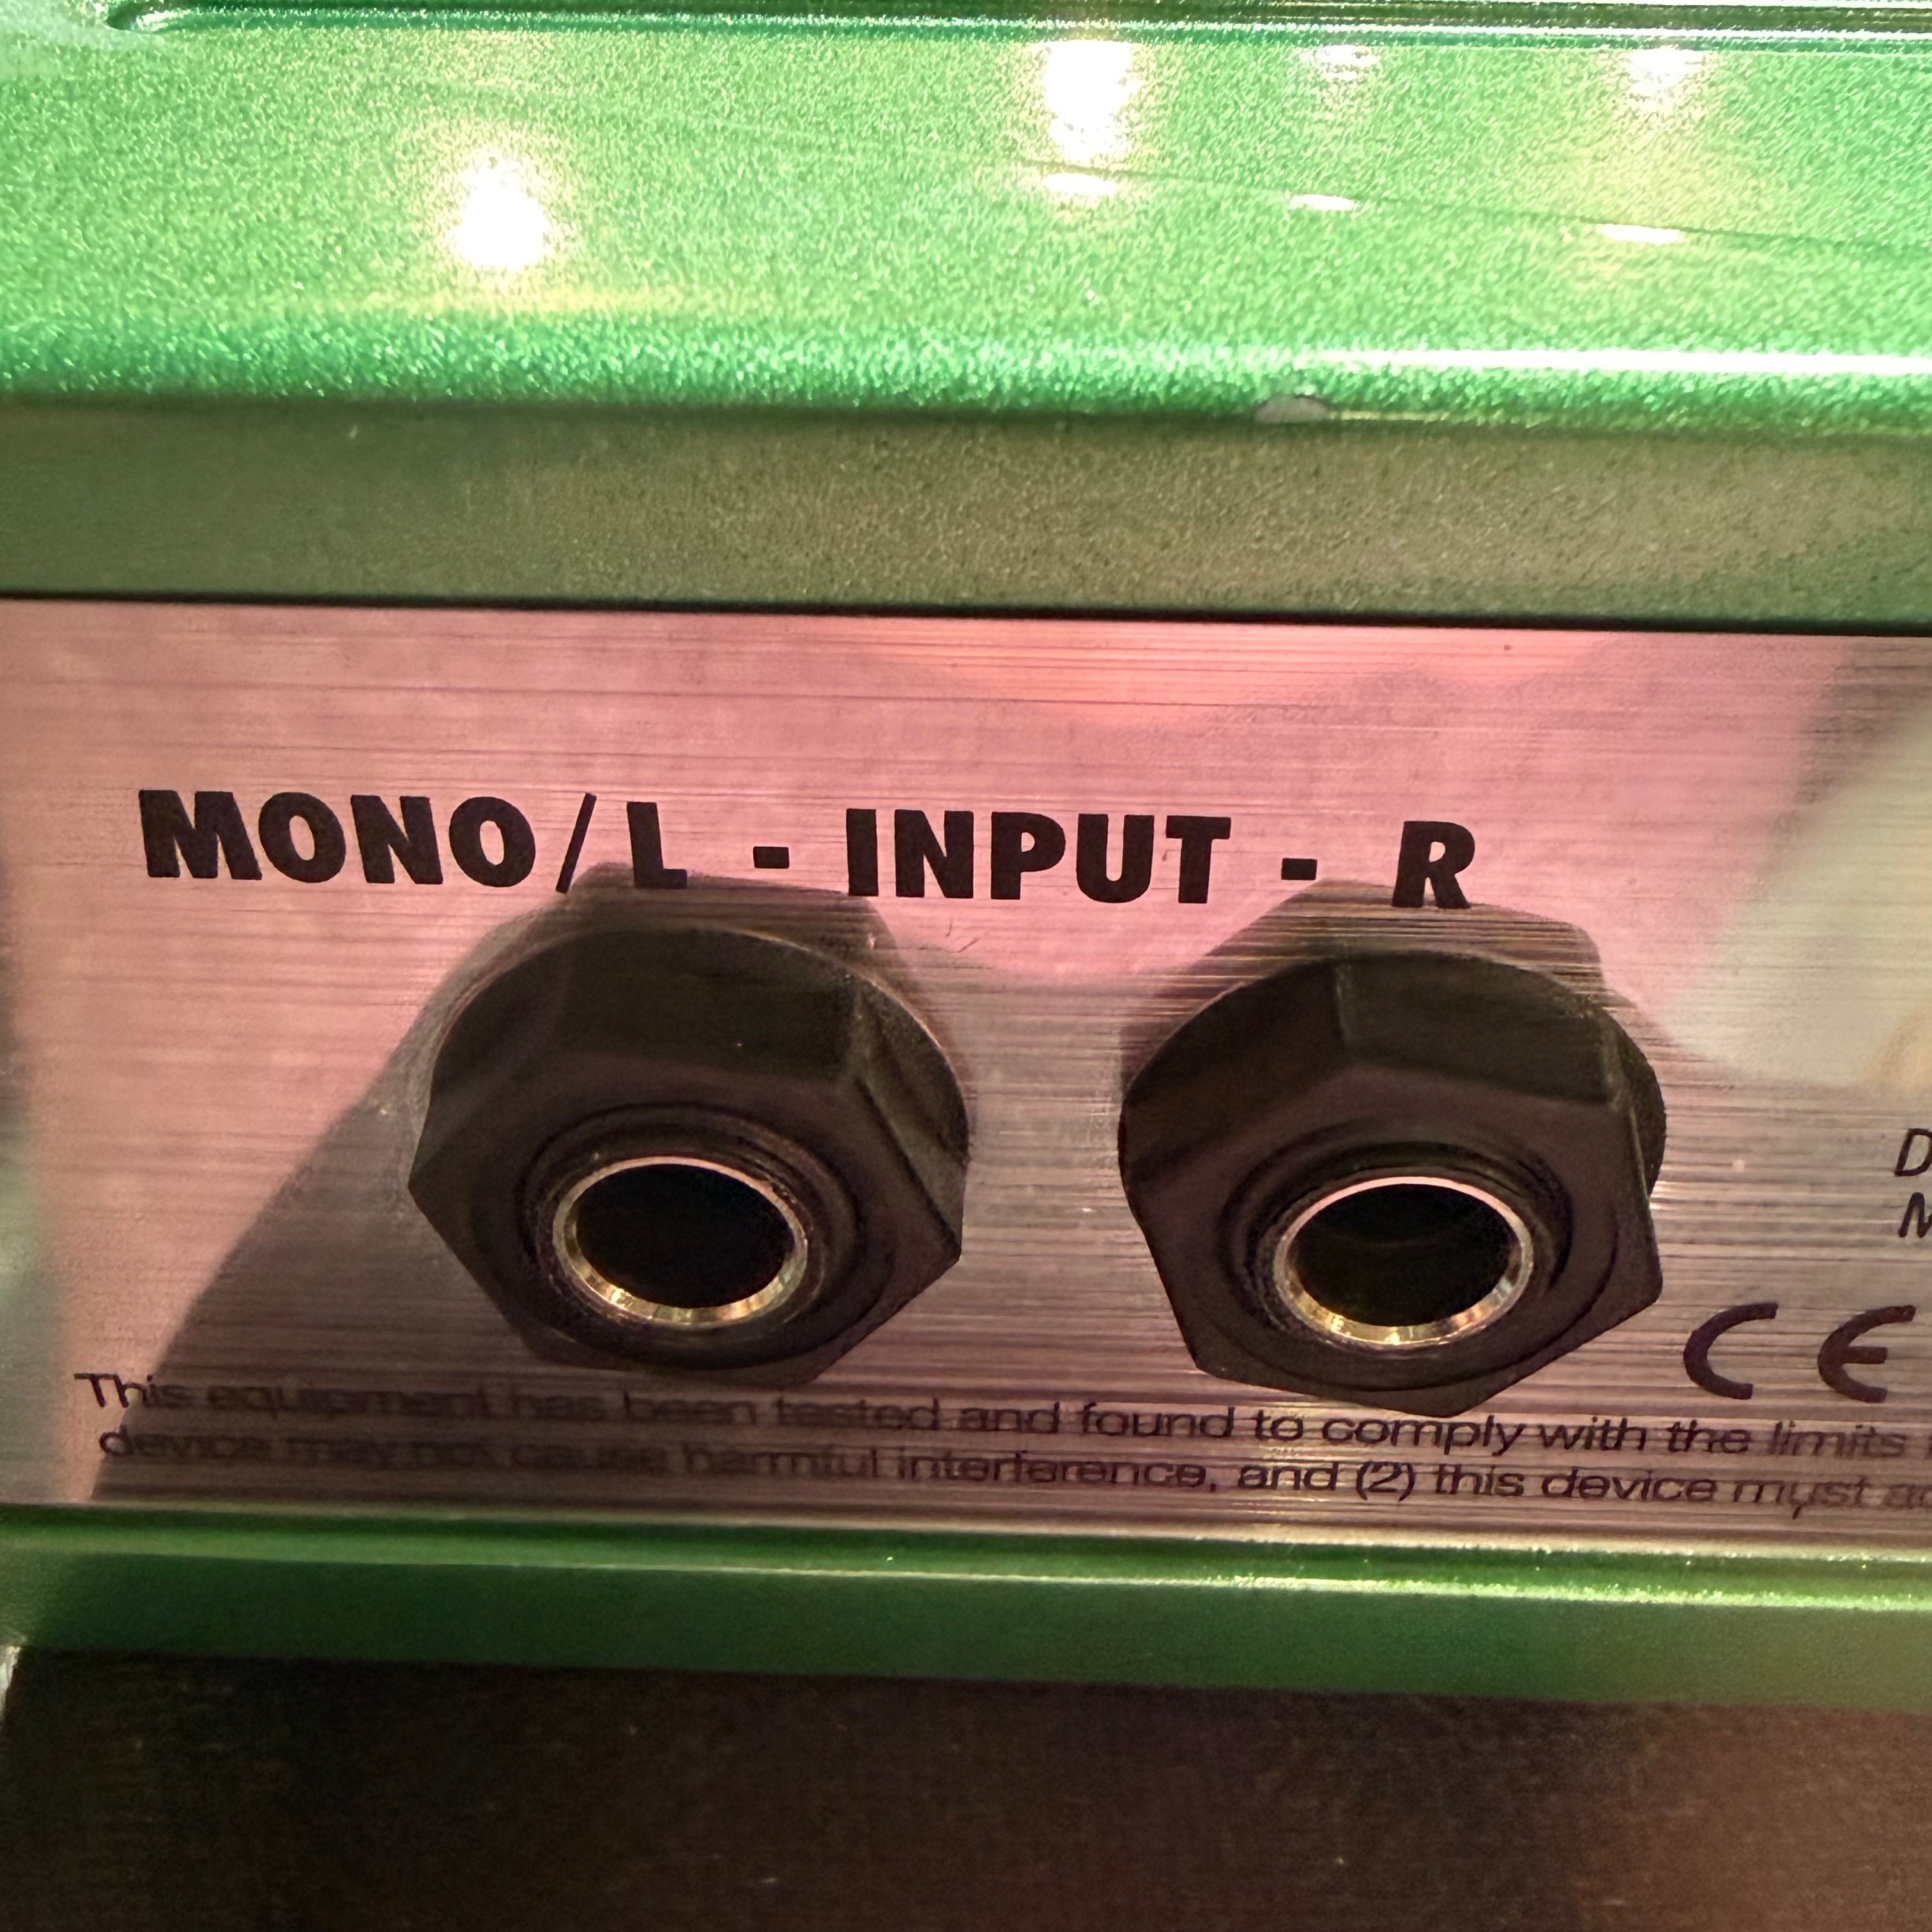 MONO/L - INPUT - R
D
M
CE
This equipment has been tested and found to comply with the limits
device may not cause harmful interference, and (2) this device must